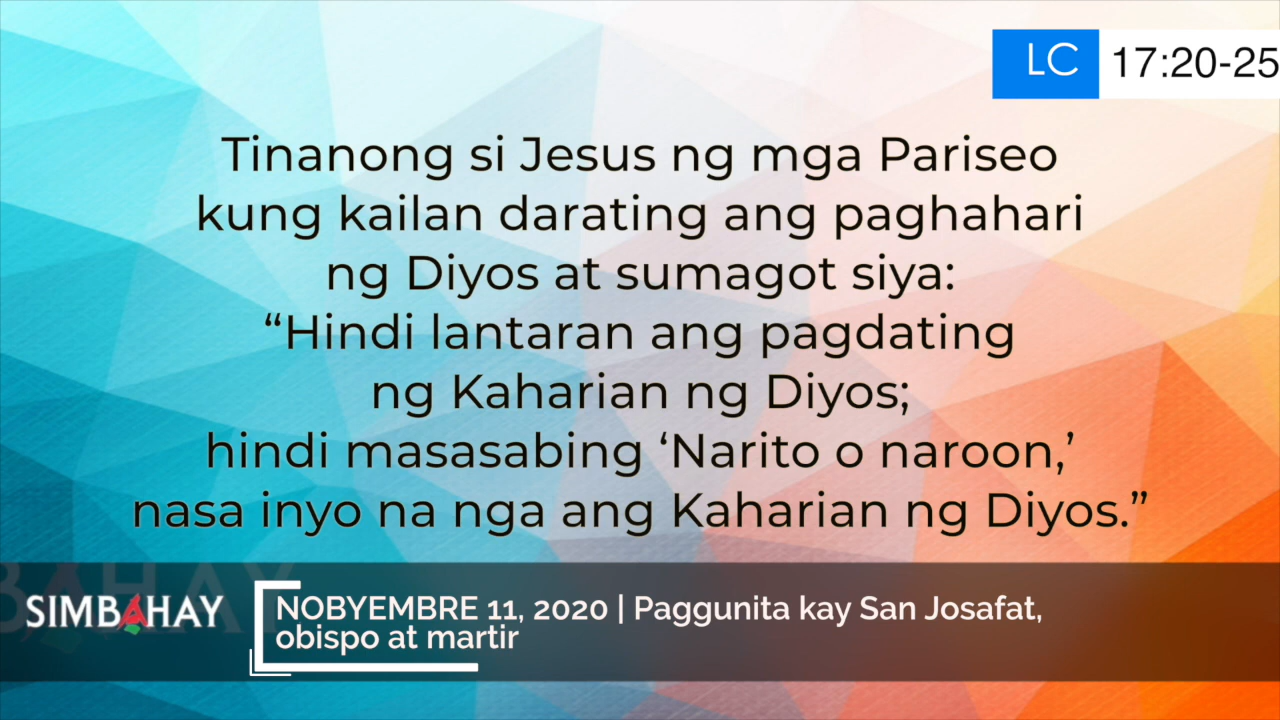 LC 17:20-25
Tinanong si Jesus ng mga Pariseo
kung kailan darating ang paghahari
ng Diyos at sumagot siya:
“Hindi lantaran ang pagdating
ng Kaharian ng Diyos;
hindi masasabing ‘Narito o naroon,’
nasa inyo na nga ang Kaharian ng Diyos.”
SIMBAHAY
NOBYEMBRE 11, 2020 | Paggunita kay San Josafat,
obispo at martir